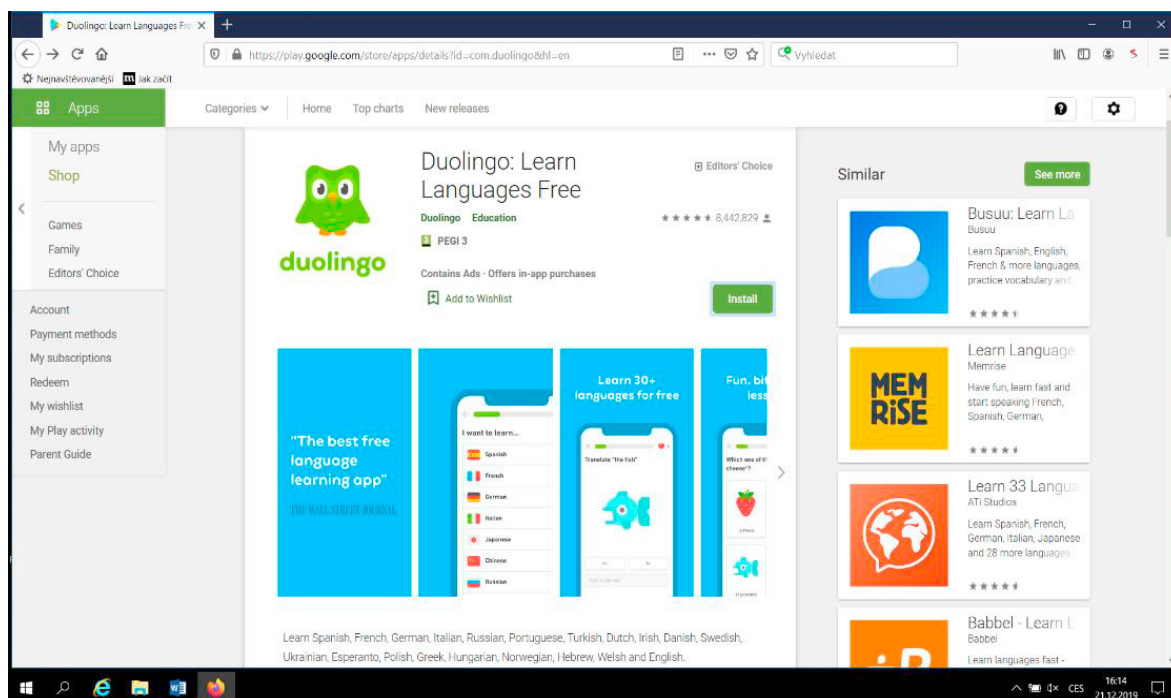 Duolingo: Learn Languages Fre
https://play.google.com/store/apps/details?id=com.duolingo&hl=en
Vyhledat
Nejnavštěvovanější
Jak začít
Apps
Categories
Home
Top charts
New releases
My apps
Shop
Games
Family
Editors' Choice
Account
Payment methods
My subscriptions
Redeem
My wishlist
My Play activity
Parent Guide
duolingo
Duolingo: Learn
Languages Free
Editors' Choice
Duolingo Education
8,442,829
PEGI 3
Contains Ads · Offers in-app purchases
Add to Wishlist
Install
"The best free
language
learning app"
THE WALL STREET JOURNAL
I want to learn...
Spanish
French
German
Italian
Japanese
Chinese
Russian
Learn 30+
languages for free
Translate "the fish"
Fun, bit
less
Which one of th
cheese"?
Learn Spanish, French, German, Italian, Russian, Portuguese, Turkish, Dutch, Irish, Danish, Swedish,
Ukrainian, Esperanto, Polish, Greek, Hungarian, Norwegian, Hebrew, Welsh and English.
Similar
See more
Busuu: Learn La
Busuu
Learn Spanish, English,
French & more languages,
practice vocabulary and
MEM
RiSE
Learn Language
Memrise
Have fun, learn fast and
start speaking French,
Spanish, German,
Learn 33 Langua
ATi Studios
Learn Spanish, French,
German, Italian, Japanese
and 28 more languages
Babbel - Learn L
Babbel
Learn languages fast -
CES
16:14
21.12.2019